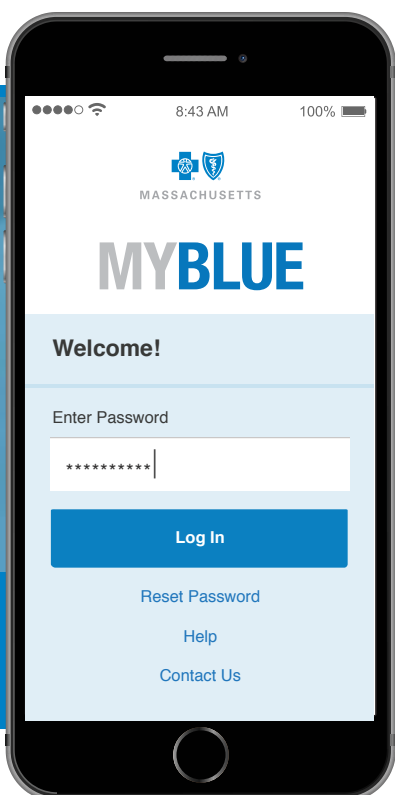 8:43 AM 100%
MASSACHUSETTS
MYBLUE
Welcome!
Enter Password
**********
Log In
Reset Password
Help
Contact Us